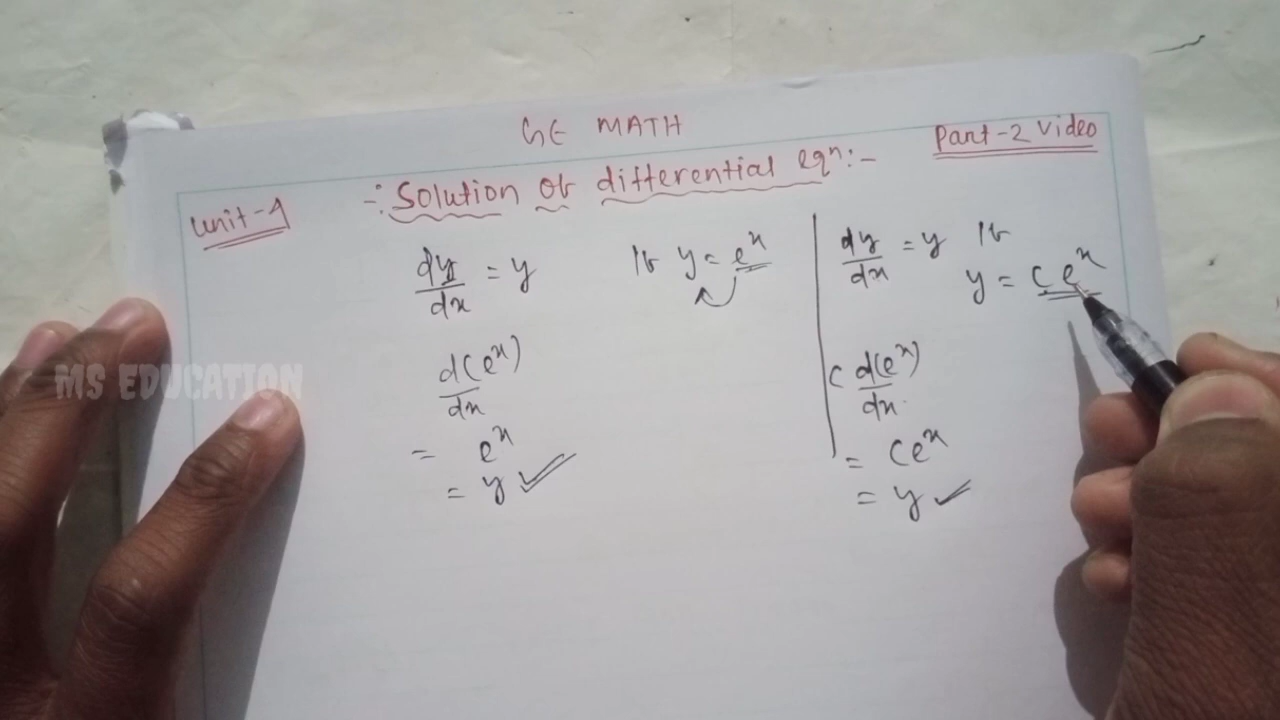 GE MATH
Part-2 Video
Unit-1
-: Solution of differential eqn:-
dy/dx = y If y = e^x
d(e^x)/dx
= e^x
= y ✓
dy/dx = y If
y = Ce^x
C d(e^x)/dx
= Ce^x
= y ✓
MS EDUCATION